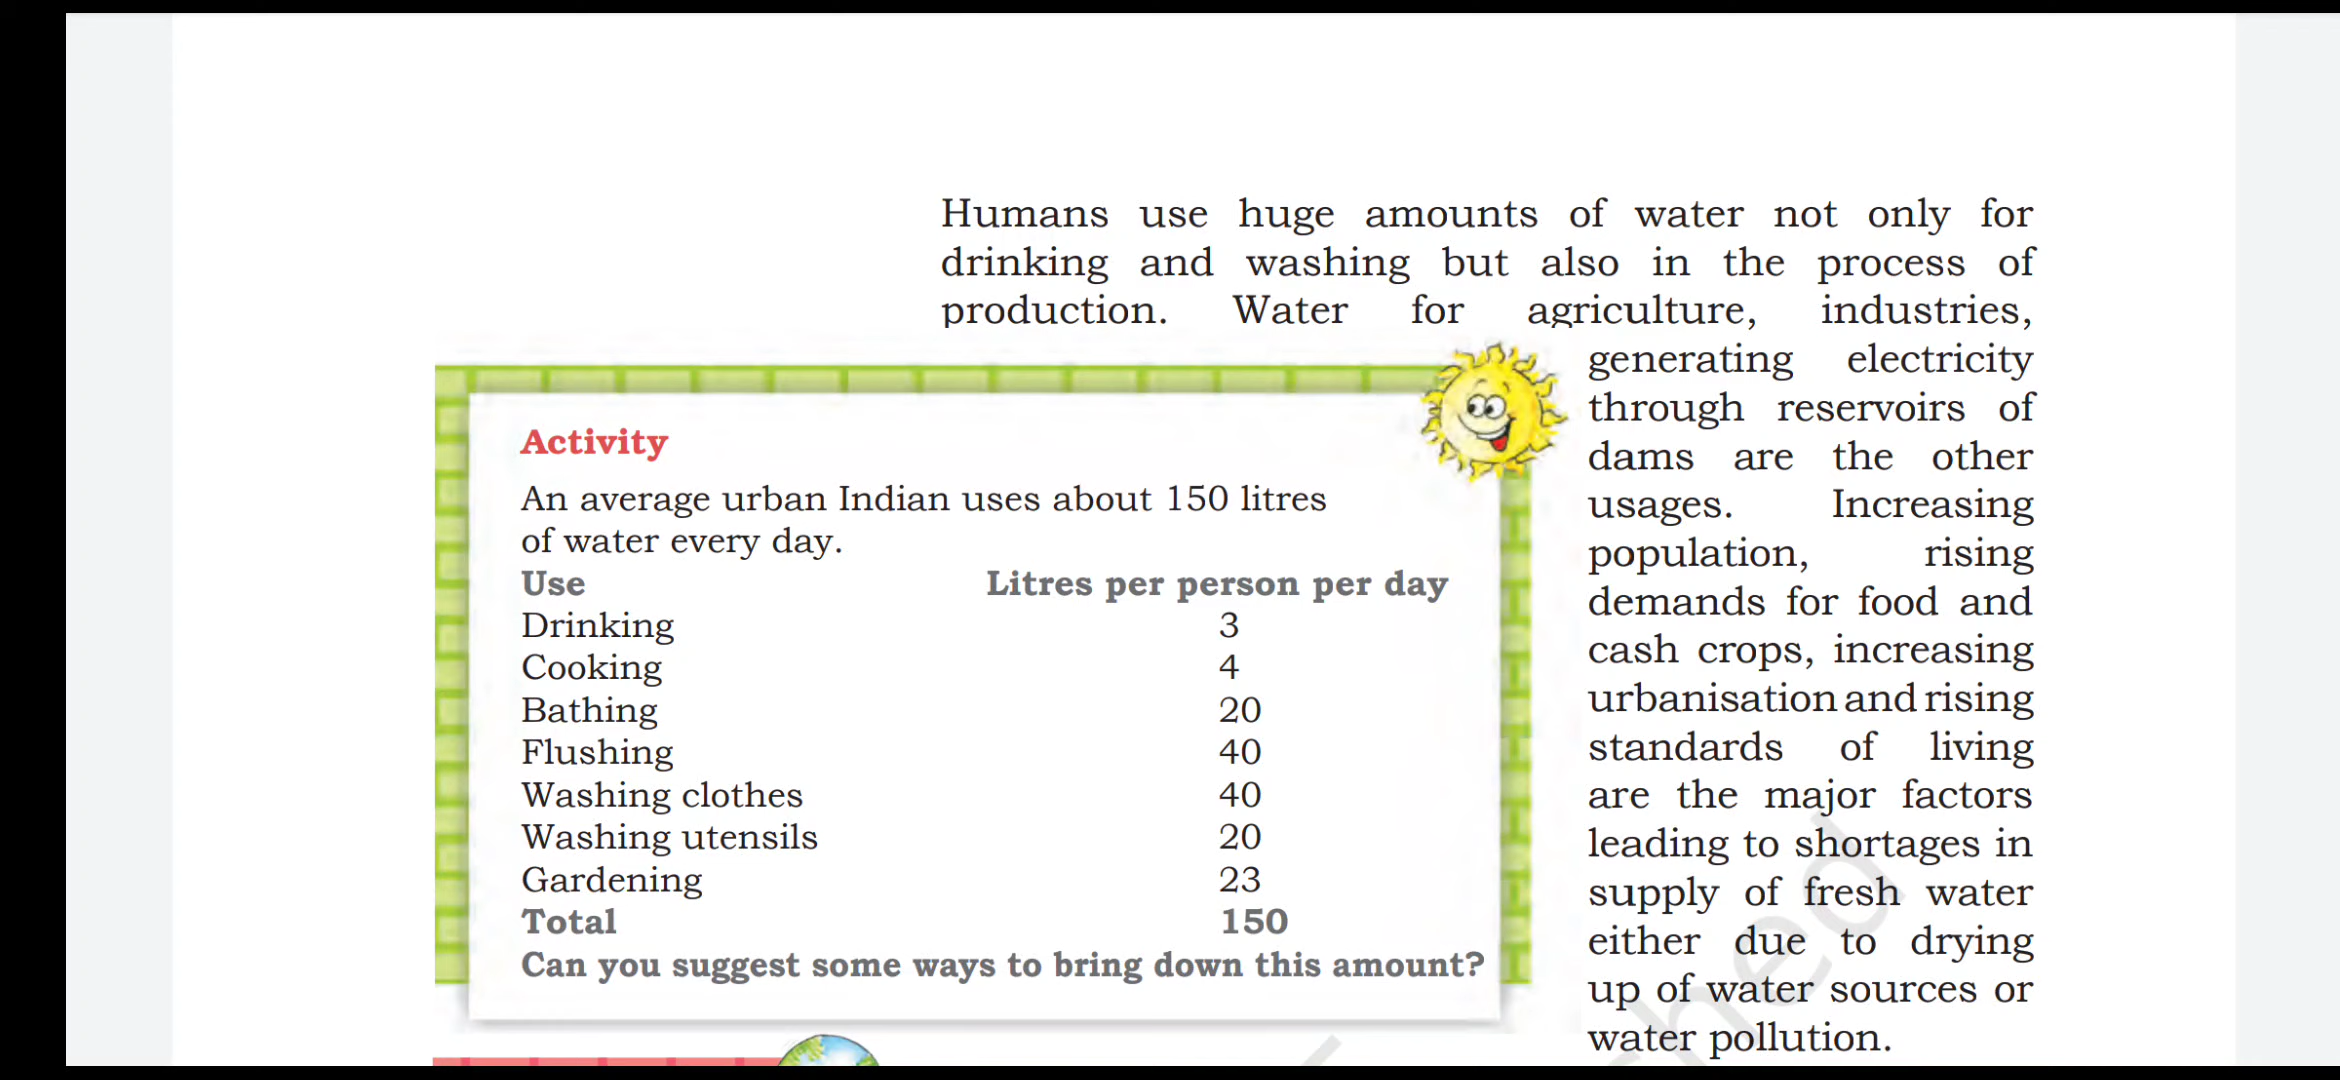 Humans use huge amounts of water not only for
drinking and washing but also in the process of
production. Water for agriculture, industries,
generating electricity
through reservoirs of
dams are the other
usages. Increasing
population, rising
demands for food and
cash crops, increasing
urbanisation and rising
standards of living
are the major factors
leading to shortages in
supply of fresh water
either due to drying
up of water sources or
water pollution.
Activity
An average urban Indian uses about 150 litres
of water every day.
Use Litres per person per day
Drinking 3
Cooking 4
Bathing 20
Flushing 40
Washing clothes 40
Washing utensils 20
Gardening 23
Total 150
Can you suggest some ways to bring down this amount?